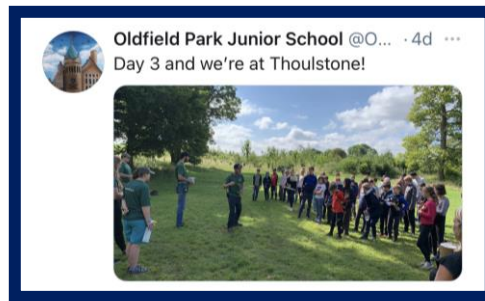 Oldfield Park Junior School @O... · 4d ...
Day 3 and we're at Thoulstone!